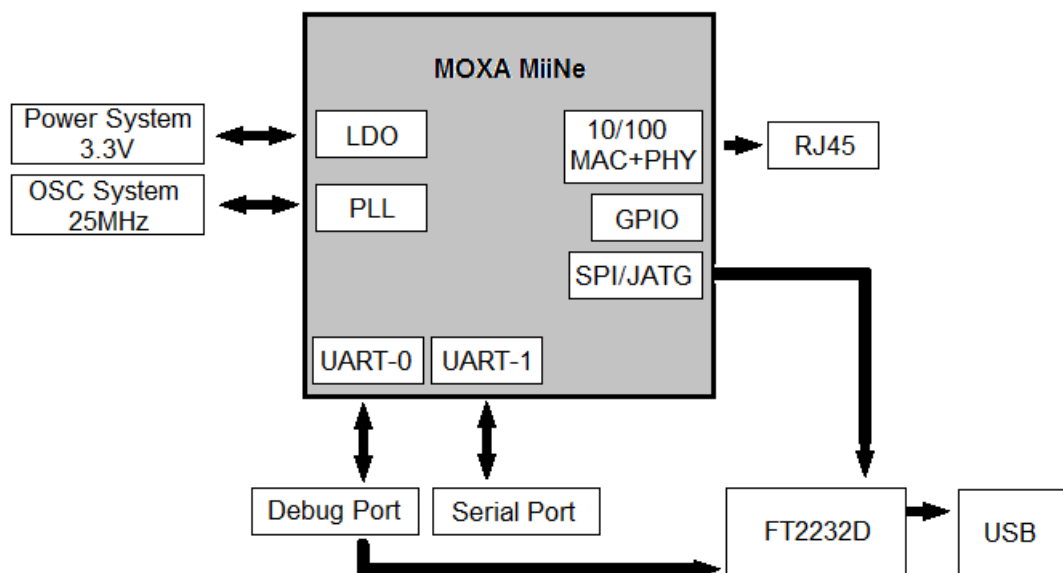 MOXA MiiNe
Power System
3.3V
LDO
10/100
MAC+PHY
RJ45
OSC System
25MHz
PLL
GPIO
SPI/JATG
UART-0
UART-1
Debug Port
Serial Port
FT2232D
USB